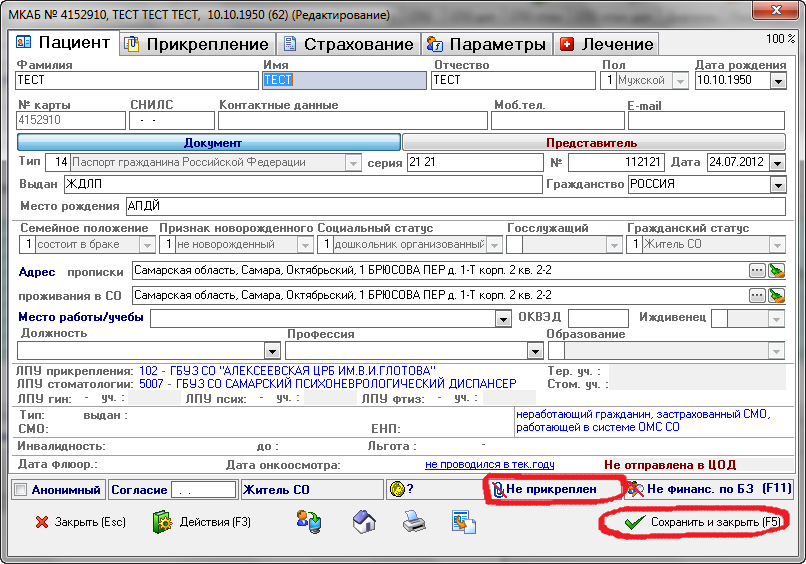 МКАБ № 4152910, ТЕСТ ТЕСТ ТЕСТ, 10.10.1950 (62) (Редактирование)
Пациент Прикрепление Страхование Параметры Лечение 100 %
Фамилия Имя Отчество Пол Дата рождения
ТЕСТ ТЕСТ ТЕСТ 1 Мужской 10.10.1950
№ карты СНИЛС Контактные данные Моб.тел. E-mail
4152910 - -
Документ Представитель
Тип 14 Паспорт гражданина Российской Федерации серия 21 21 № 112121 Дата 24.07.2012
Выдан ЖДЛП Гражданство РОССИЯ
Место рождения АПДЙ
Семейное положение Признак новорожденного Социальный статус Госслужащий Гражданский статус
1 состоит в браке 1 не новорожденный 1 дошкольник организованный 1 Житель СО
Адрес прописки Самарская область, Самара, Октябрьский, 1 БРЮСОВА ПЕР д. 1-Т корп. 2 кв. 2-2
проживания в СО Самарская область, Самара, Октябрьский, 1 БРЮСОВА ПЕР д. 1-Т корп. 2 кв. 2-2
Место работы/учебы ОКВЭД Иждивенец
Должность Профессия Образование
ЛПУ прикрепления: 102 - ГБУЗ СО "АЛЕКСЕЕВСКАЯ ЦРБ ИМ.В.И.ГЛОТОВА" Тер. уч. :
ЛПУ стоматологии: 5007 - ГБУЗ СО САМАРСКИЙ ПСИХОНЕВРОЛОГИЧЕСКИЙ ДИСПАНСЕР Стом. уч. :
ЛПУ гин: - уч. : ЛПУ псих: - уч. : ЛПУ фтиз: - уч. :
Тип: выдан : неработающий гражданин, застрахованный СМО,
СМО: ЕНП: работающей в системе ОМС СО
Инвалидность: до : Льгота : -
Дата флюор.: Дата онкоосмотра: не проводился в тек.году Не отправлена в ЦОД
Анонимный Согласие . . Житель СО ? Не прикреплен Не финанс. по БЗ (F11)
Закрыть (Esc) Действия (F3) Сохранить и закрыть (F5)